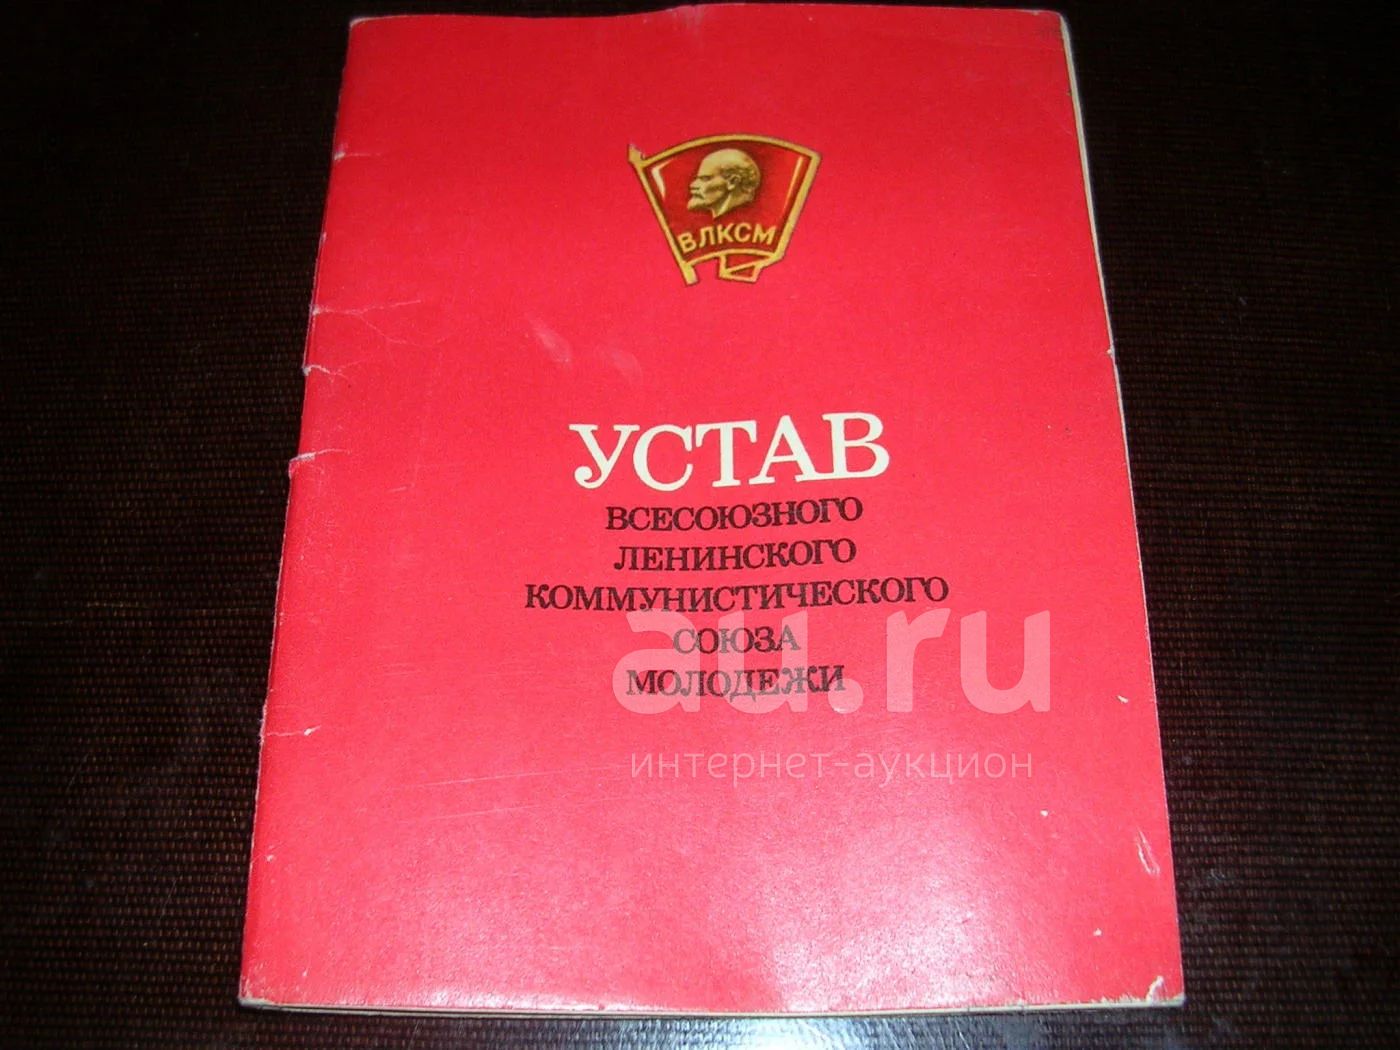 ВЛКСМ
УСТАВ
ВСЕСОЮЗНОГО
ЛЕНИНСКОГО
КОММУНИСТИЧЕСКОГО
СОЮЗА
МОЛОДЕЖИ
au.ru
интернет-аукцион